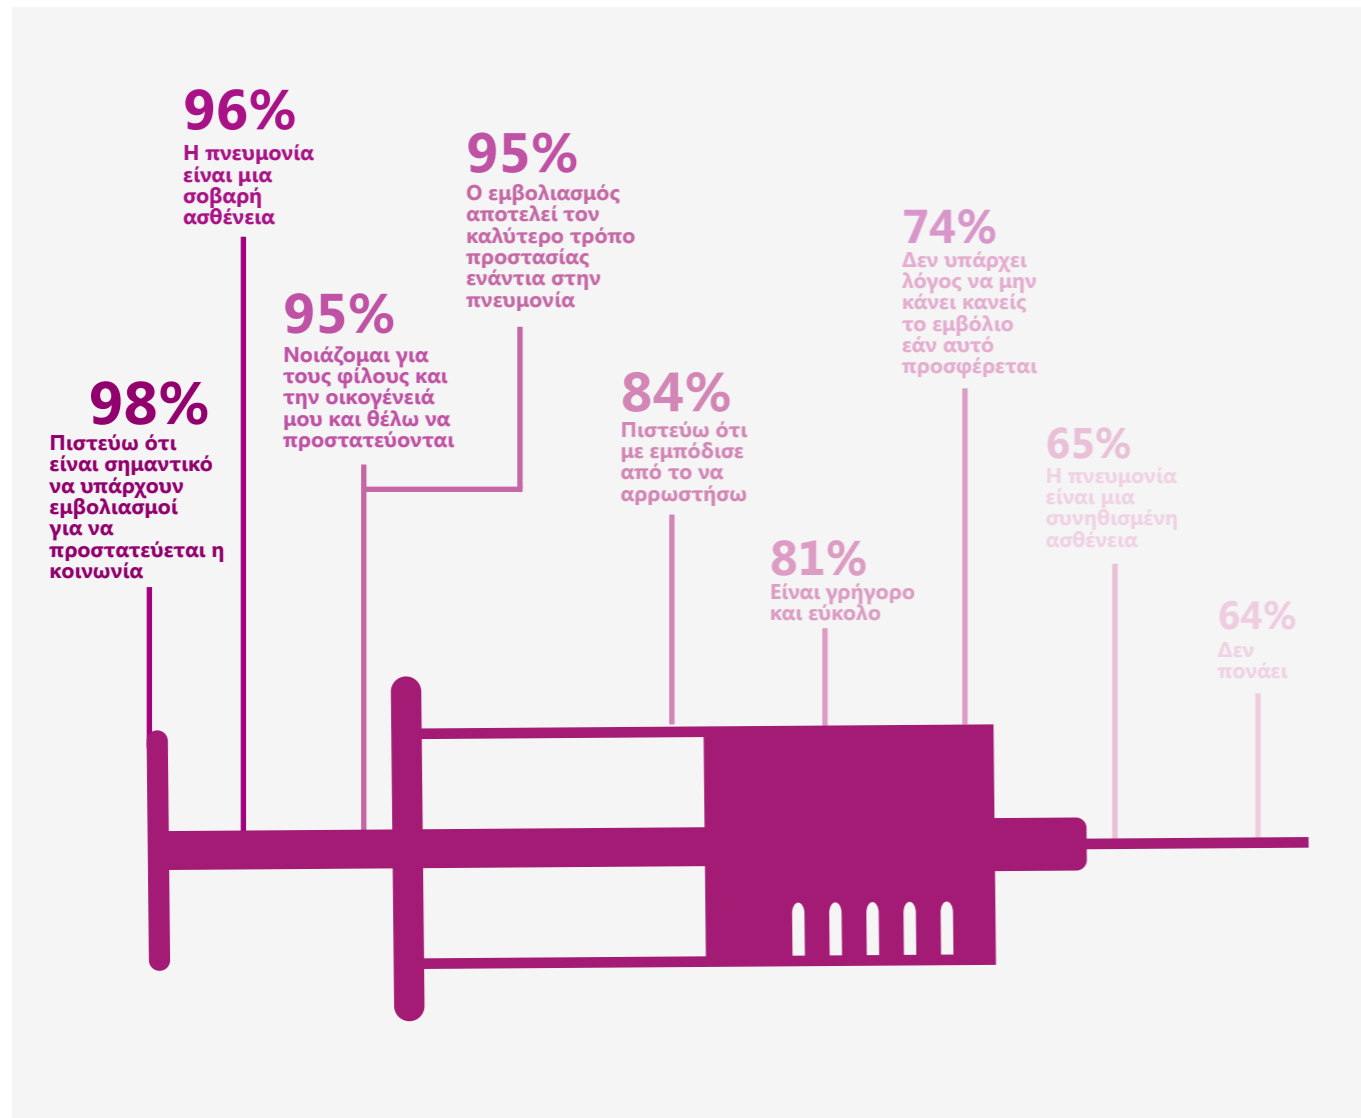 98%
Πιστεύω ότι
είναι σημαντικό
να υπάρχουν
εμβολιασμοί
για να
προστατεύεται η
κοινωνία
96%
Η πνευμονία
είναι μια
σοβαρή
ασθένεια
95%
Νοιάζομαι για
τους φίλους και
την οικογένειά
μου και θέλω να
προστατεύονται
95%
Ο εμβολιασμός
αποτελεί τον
καλύτερο τρόπο
προστασίας
ενάντια στην
πνευμονία
84%
Πιστεύω ότι
με εμπόδισε
από το να
αρρωστήσω
81%
Είναι γρήγορο
και εύκολο
74%
Δεν υπάρχει
λόγος να μην
κάνει κανείς
το εμβόλιο
εάν αυτό
προσφέρεται
65%
Η πνευμονία
είναι μια
συνηθισμένη
ασθένεια
64%
Δεν
πονάει